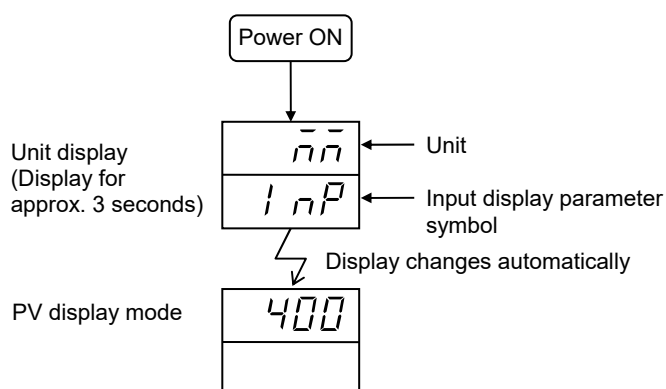 Power ON
n̄n̄
Unit
Unit display
(Display for
approx. 3 seconds)
InP
Input display parameter
symbol
Display changes automatically
PV display mode
400